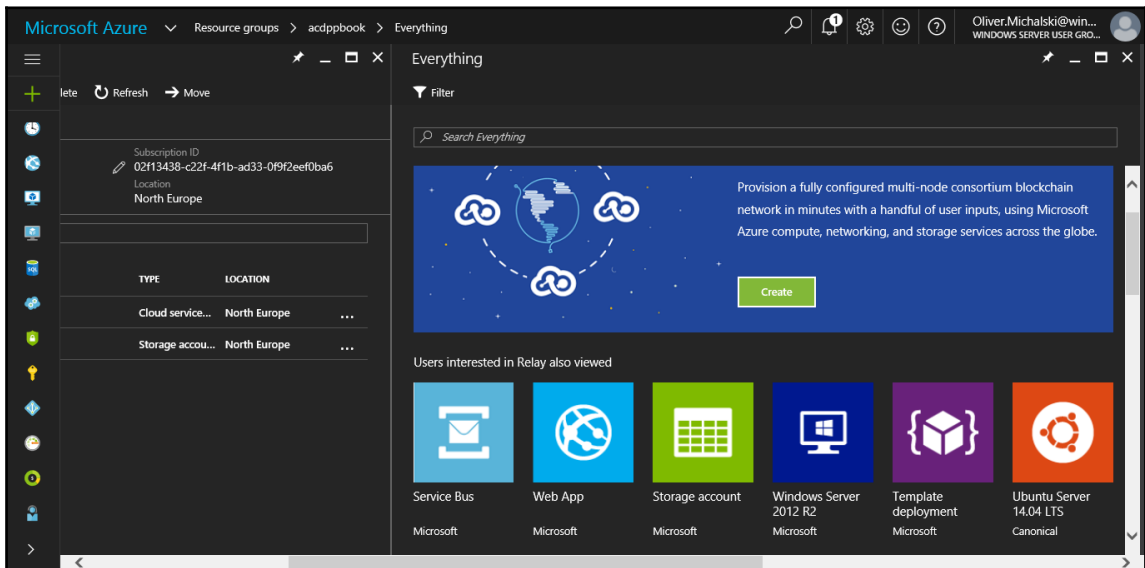 Microsoft Azure Resource groups > acdppbook > Everything
1
Oliver.Michalski@win...
WINDOWS SERVER USER GRO...
lete Refresh Move
Subscription ID
02f13438-c22f-4f1b-ad33-0f9f2eef0ba6
Location
North Europe
TYPE LOCATION
Cloud service... North Europe ...
Storage accou... North Europe ...
Everything
Filter
Search Everything
Provision a fully configured multi-node consortium blockchain
network in minutes with a handful of user inputs, using Microsoft
Azure compute, networking, and storage services across the globe.
Create
Users interested in Relay also viewed
Service Bus
Microsoft
Web App
Microsoft
Storage account
Microsoft
Windows Server
2012 R2
Microsoft
Template
deployment
Microsoft
Ubuntu Server
14.04 LTS
Canonical